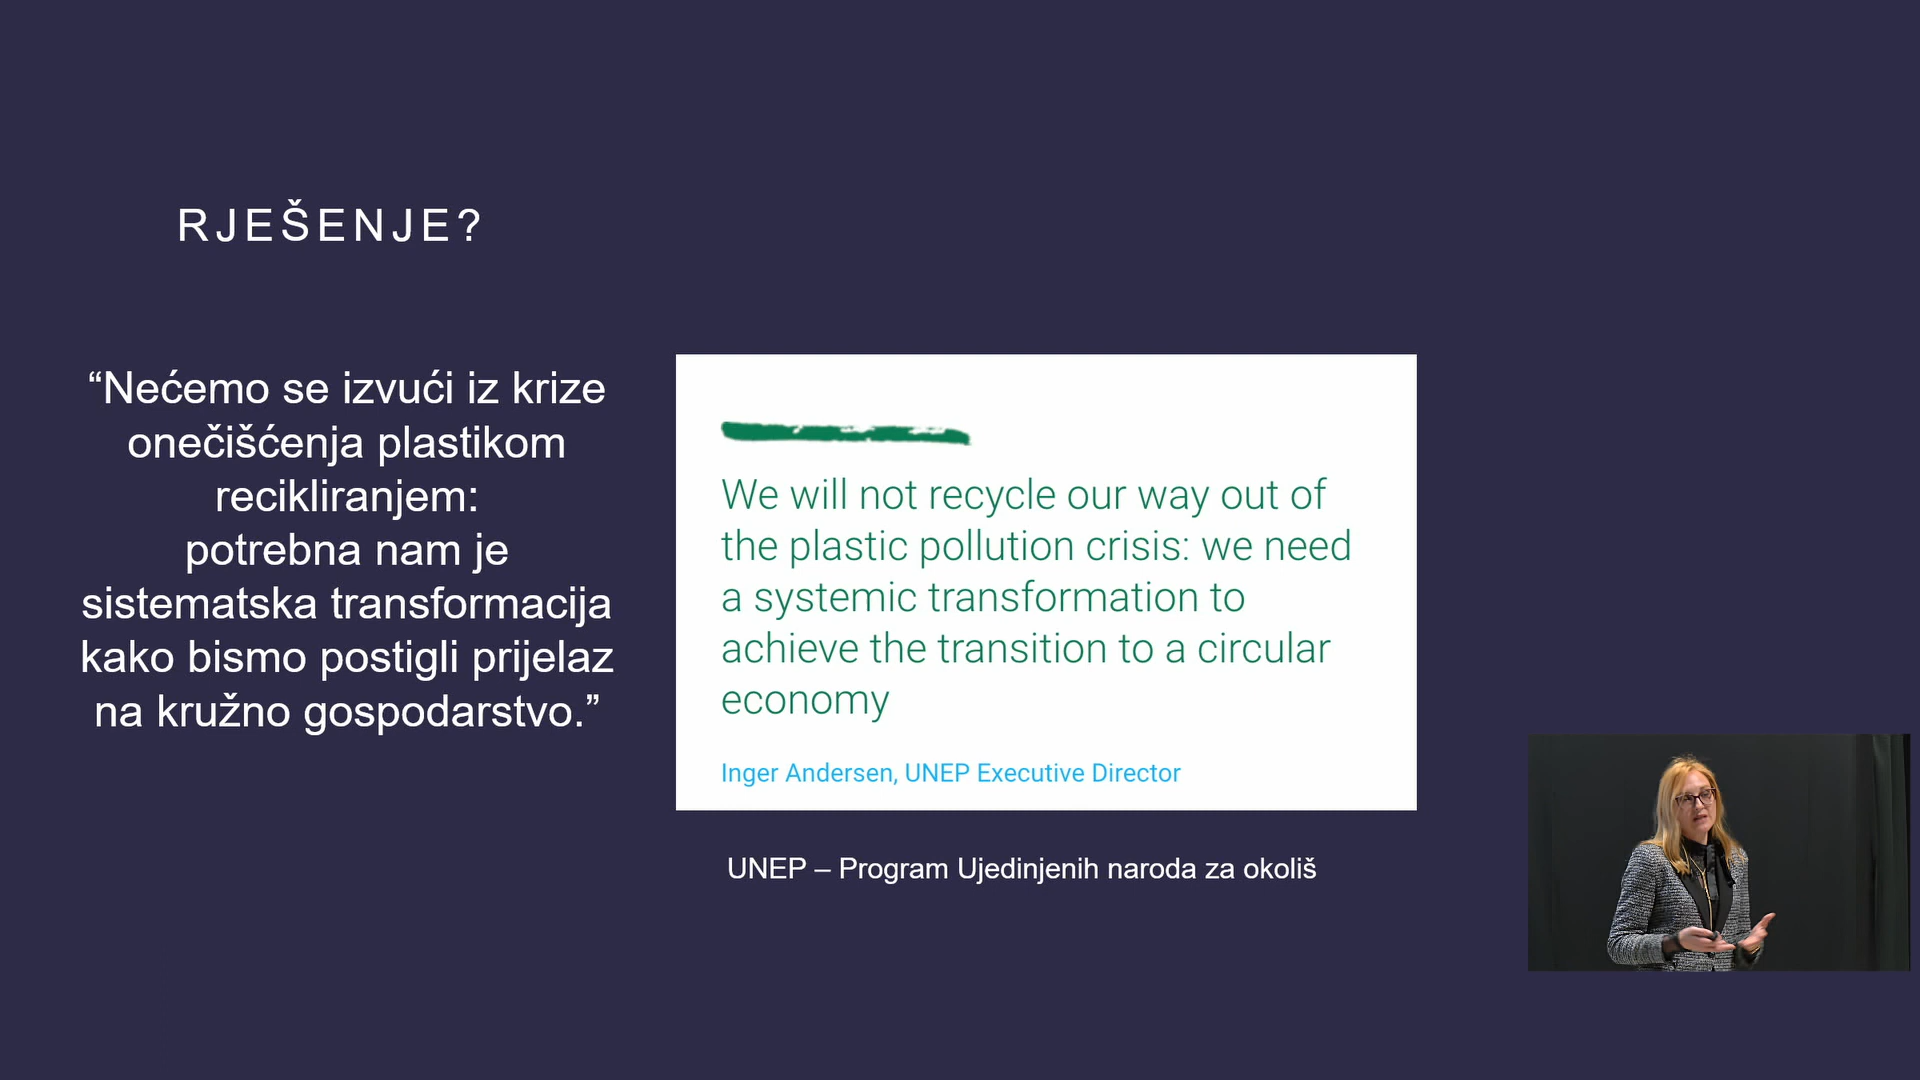 RJEŠENJE?
“Nećemo se izvući iz krize
onečišćenja plastikom
recikliranjem:
potrebna nam je
sistematska transformacija
kako bismo postigli prijelaz
na kružno gospodarstvo.”
We will not recycle our way out of
the plastic pollution crisis: we need
a systemic transformation to
achieve the transition to a circular
economy
Inger Andersen, UNEP Executive Director
UNEP – Program Ujedinjenih naroda za okoliš